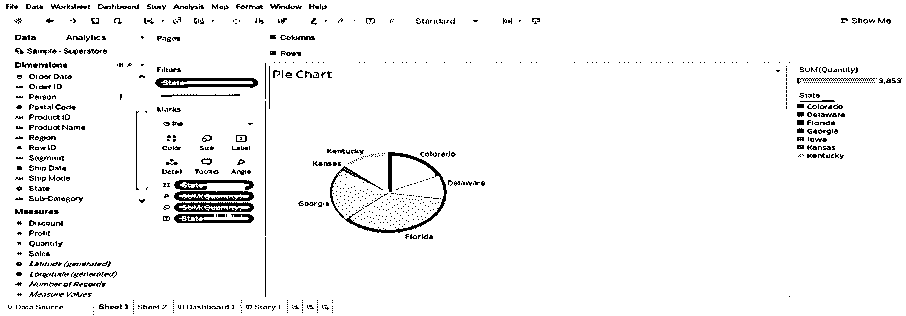 File Data Worksheet Dashboard Story Analysis Map Format Window Help
Standard
Show Me
Data Analytics
Pages
Columns
Sample - Superstore
Rows
Dimensions
Order Date
Order ID
Person
Postal Code
Product ID
Product Name
Region
Row ID
Segment
Ship Date
Ship Mode
State
Sub-Category
Measures
Discount
Profit
Quantity
Sales
Latitude (generated)
Longitude (generated)
Number of Records
Measure Values
Filters
State
Marks
Pie
Color Size Label
Detail Tooltip Angle
State
SUM(Quantity)
SUM(Quantity)
State
Pie Chart
Kentucky
Colorado
Kansas
Delaware
Georgia
Florida
SUM(Quantity)
3,853
State
Colorado
Delaware
Florida
Georgia
Iowa
Kansas
Kentucky
Data Source Sheet 1 Sheet 2 Dashboard 1 Story 1